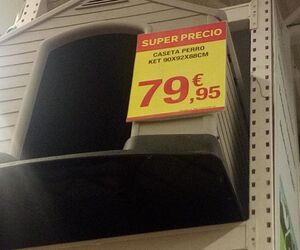 SUPER PRECIO
CASETA PERRO
KET 90X92X88CM
79€,95